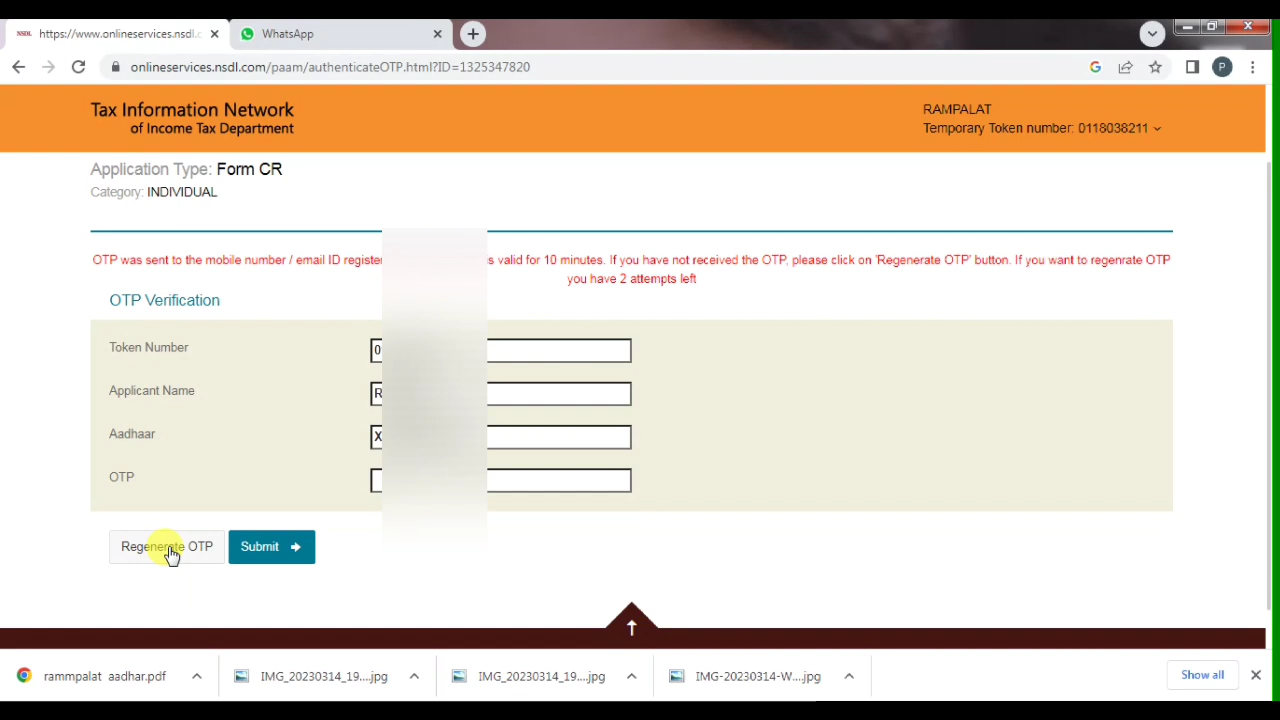 NSDL https://www.onlineservices.nsdl.c
WhatsApp
onlineservices.nsdl.com/paam/authenticateOTP.html?ID=1325347820
G
P
Tax Information Network
of Income Tax Department
RAMPALAT
Temporary Token number: 0118038211
Application Type: Form CR
Category: INDIVIDUAL
OTP was sent to the mobile number / email ID registe valid for 10 minutes. If you have not received the OTP, please click on 'Regenerate OTP' button. If you want to regenrate OTP
you have 2 attempts left
OTP Verification
Token Number 0
Applicant Name R
Aadhaar X
OTP
Regenerate OTP Submit
rammpalat aadhar.pdf
IMG_20230314_19....jpg
IMG_20230314_19....jpg
IMG-20230314-W....jpg
Show all